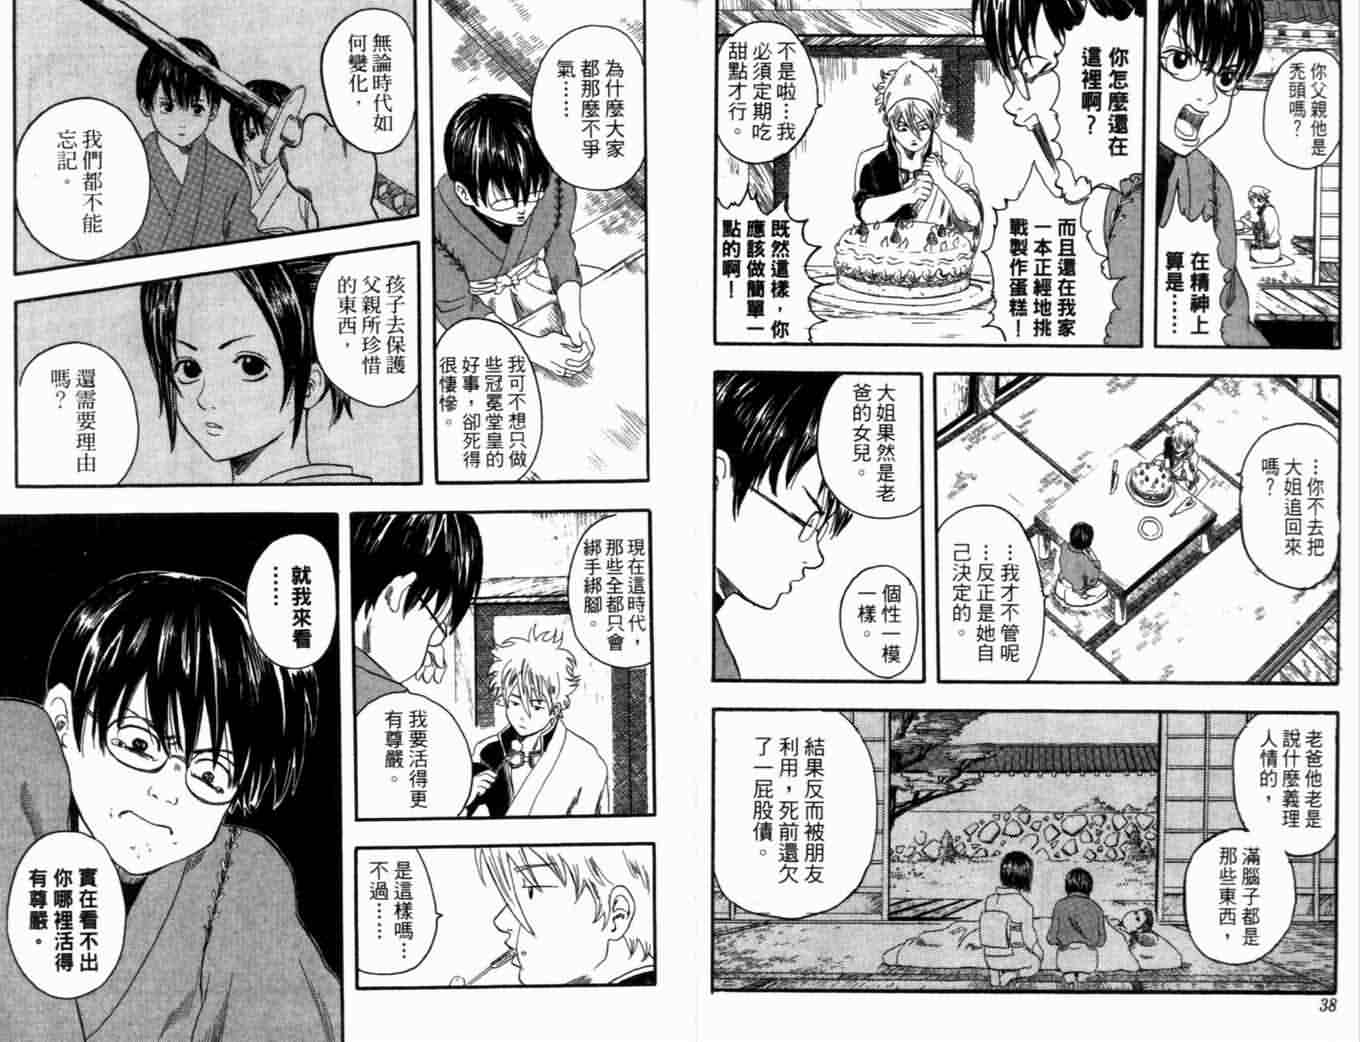 你父親他是
禿頭嗎？
在精神上
算是……
你怎麼還在
這裡啊？
而且還在我家
一本正經地挑
戰製作蛋糕！
不是啦…我
必須定期吃
甜點才行。
既然這樣，你
應該做簡單一
點的啊！
…你不去把
大姐追回來
嗎？
…我才不管呢
…反正是她自
己決定的。
大姐果然是老
爸的女兒。
個性一模
一樣。
老爸他老是
說什麼義理
人情的，
滿腦子都是
那些東西，
結果反而被朋友
利用，死前還欠
了一屁股債。
38
為什麼大家
都那麼不爭
氣……
我可不想只做
些冠冕堂皇的
好事，卻死得
很悽慘。
無論時代如
何變化，
我們都不能
忘記。
孩子去保護
父親所珍惜
的東西，
還需要理由
嗎？
現在這時代，
那些全都只會
綁手綁腳。
我要活得更
有尊嚴。
是這樣嗎…
不過……
就我來看
……
實在看不出
你哪裡活得
有尊嚴。